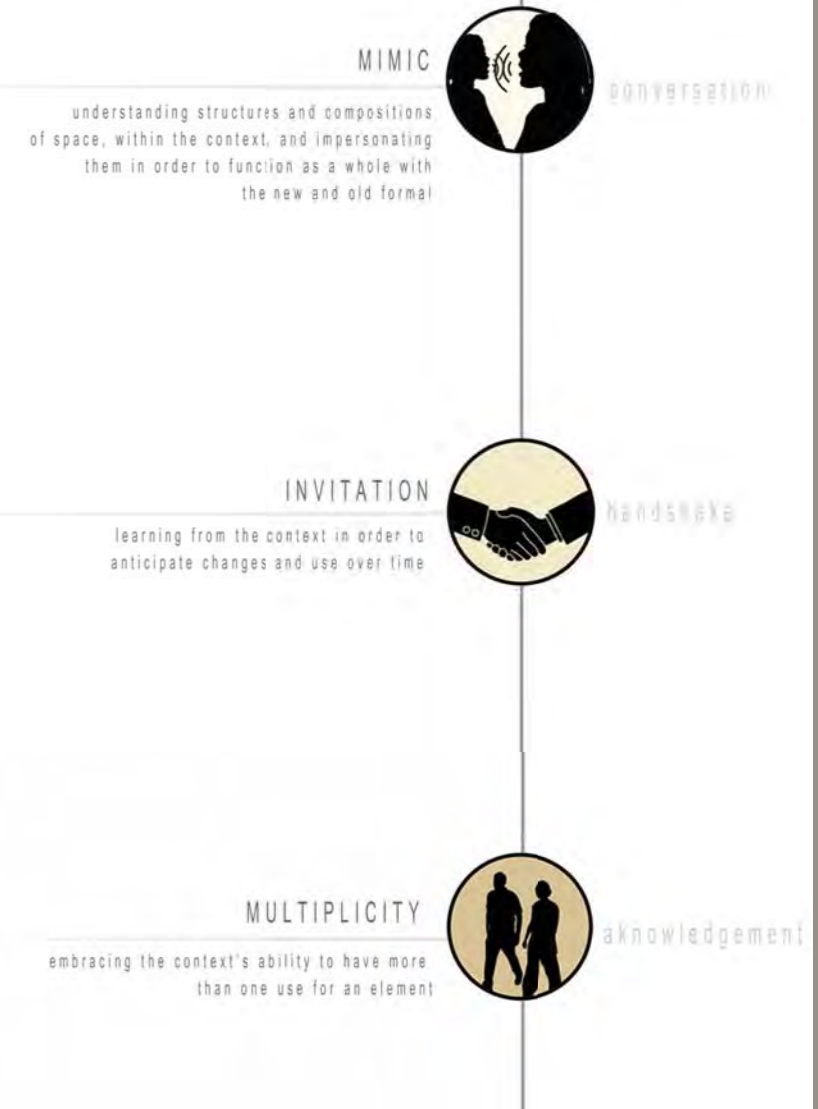 MIMIC
conversation
understanding structures and compositions
of space, within the context, and impersonating
them in order to function as a whole with
the new and old formal
INVITATION
handshake
learning from the context in order to
anticipate changes and use over time
MULTIPLICITY
aknowledgement
embracing the context's ability to have more
than one use for an element